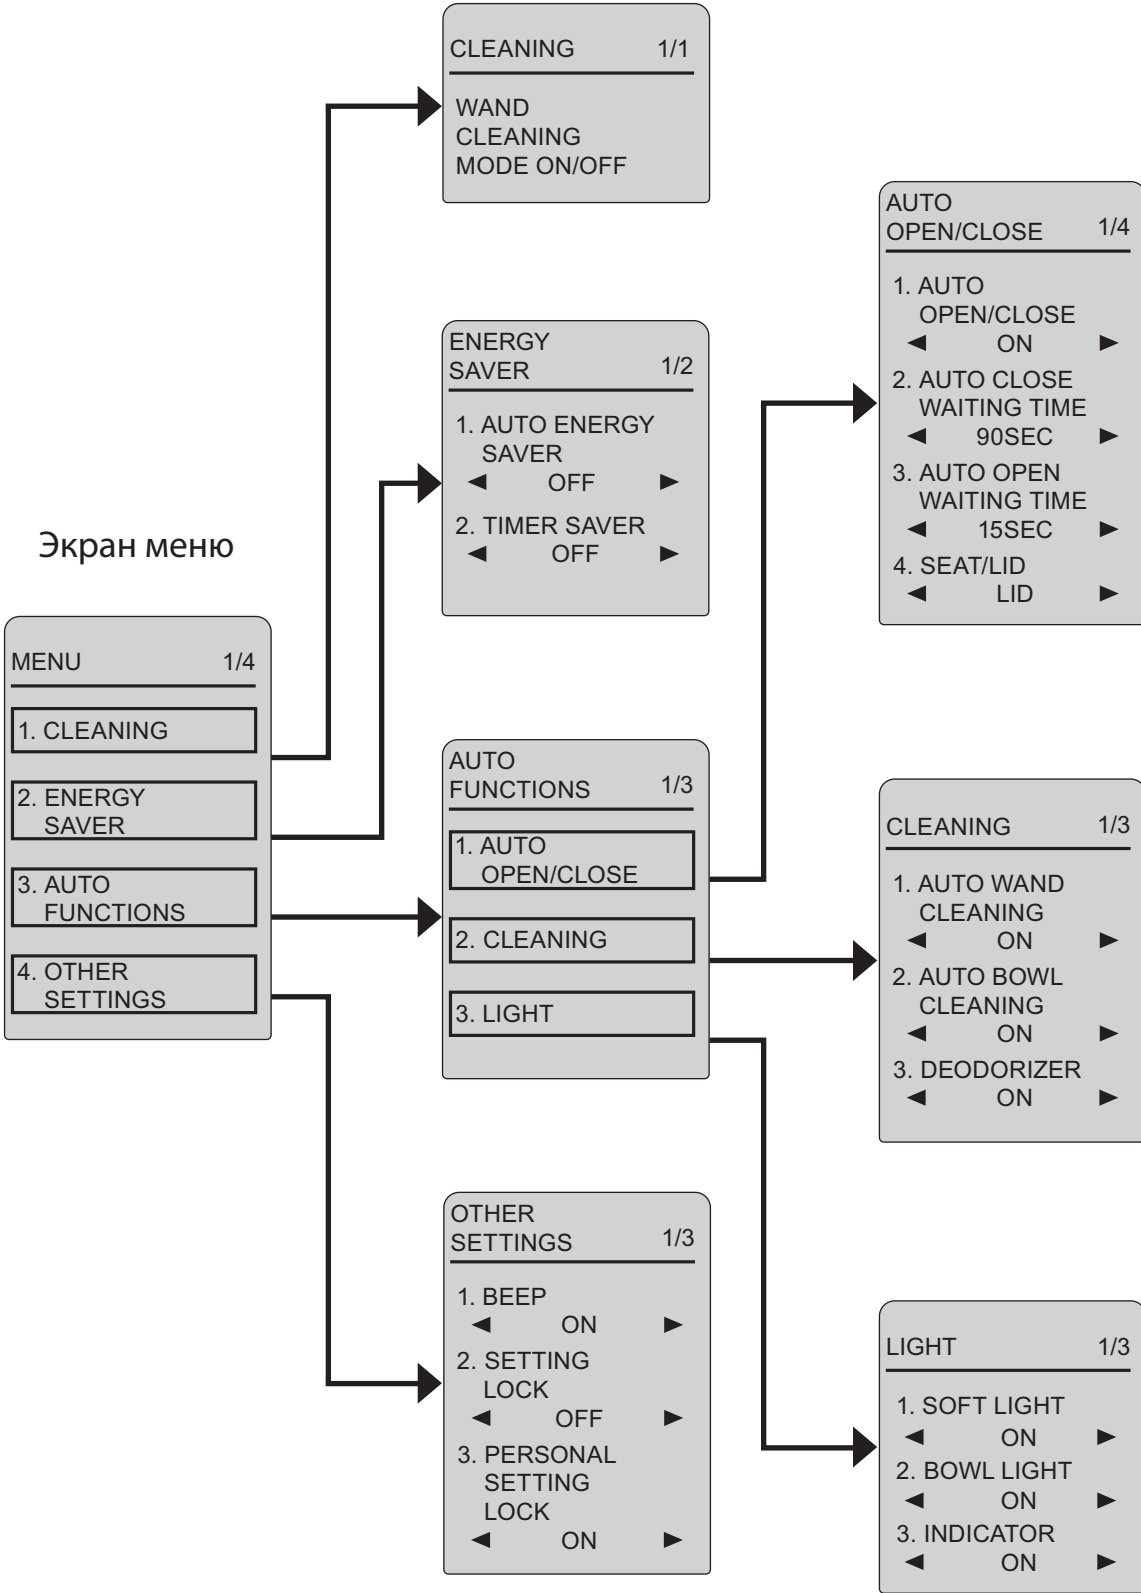 Экран меню
MENU 1/4
1. CLEANING
2. ENERGY
SAVER
3. AUTO
FUNCTIONS
4. OTHER
SETTINGS
CLEANING 1/1
WAND
CLEANING
MODE ON/OFF
ENERGY
SAVER 1/2
1. AUTO ENERGY
SAVER
◄ OFF ►
2. TIMER SAVER
◄ OFF ►
AUTO
FUNCTIONS 1/3
1. AUTO
OPEN/CLOSE
2. CLEANING
3. LIGHT
OTHER
SETTINGS 1/3
1. BEEP
◄ ON ►
2. SETTING
LOCK
◄ OFF ►
3. PERSONAL
SETTING
LOCK
◄ ON ►
AUTO
OPEN/CLOSE 1/4
1. AUTO
OPEN/CLOSE
◄ ON ►
2. AUTO CLOSE
WAITING TIME
◄ 90SEC ►
3. AUTO OPEN
WAITING TIME
◄ 15SEC ►
4. SEAT/LID
◄ LID ►
CLEANING 1/3
1. AUTO WAND
CLEANING
◄ ON ►
2. AUTO BOWL
CLEANING
◄ ON ►
3. DEODORIZER
◄ ON ►
LIGHT 1/3
1. SOFT LIGHT
◄ ON ►
2. BOWL LIGHT
◄ ON ►
3. INDICATOR
◄ ON ►